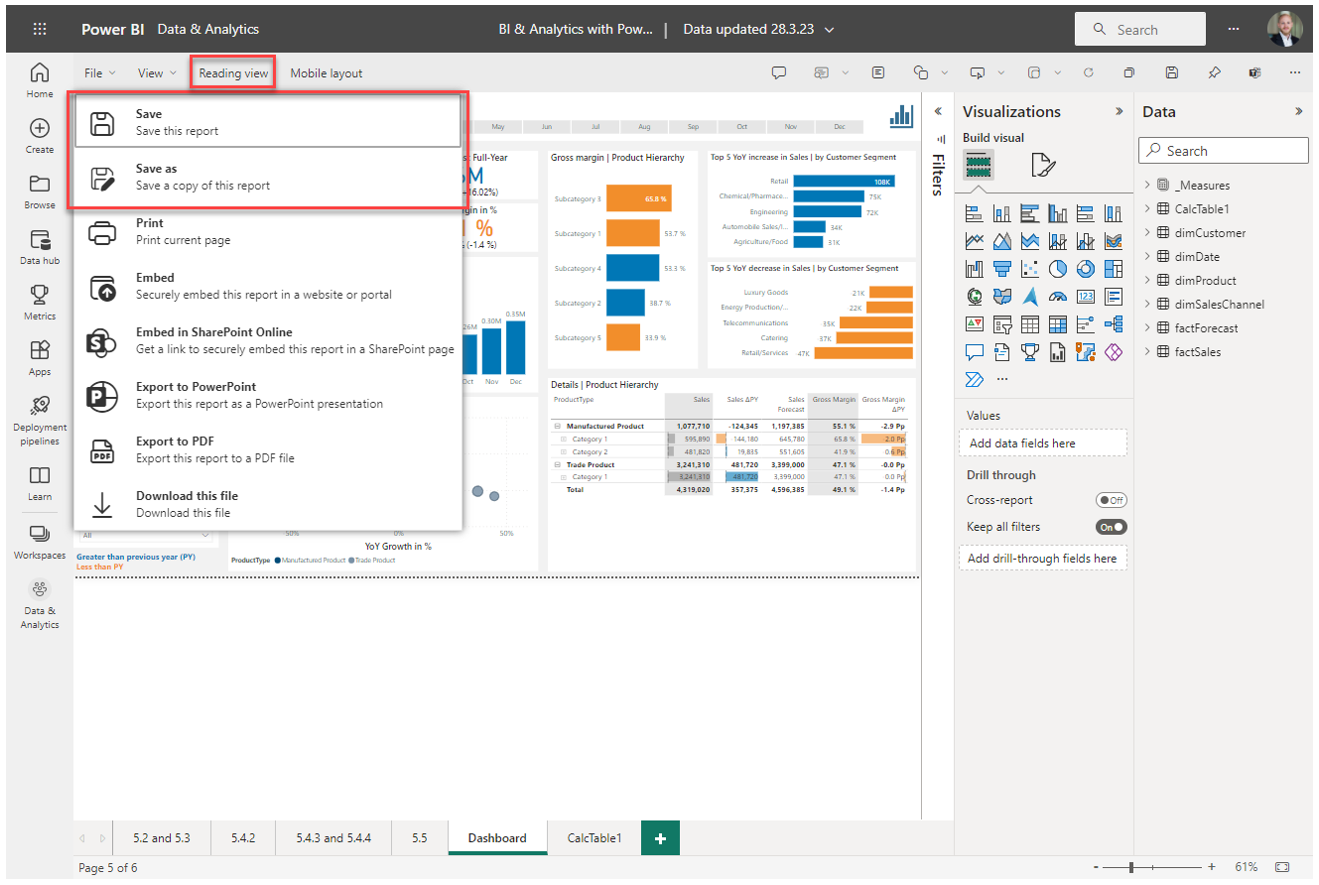 Power BI Data & Analytics
BI & Analytics with Pow... | Data updated 28.3.23
Search
Home
Create
Browse
Data hub
Metrics
Apps
Deployment
pipelines
Learn
Workspaces
Data &
Analytics
File
View
Reading view
Mobile layout
Save
Save this report
Save as
Save a copy of this report
Print
Print current page
Embed
Securely embed this report in a website or portal
Embed in SharePoint Online
Get a link to securely embed this report in a SharePoint page
Export to PowerPoint
Export this report as a PowerPoint presentation
Export to PDF
Export this report to a PDF file
Download this file
Download this file
May Jun Jul Aug Sep Oct Nov Dec
Full-Year
M
16.02%)
in %
%
(-1.4 %)
0.30M
0.35M
Oct Nov Dec
Gross margin | Product Hierarchy
Subcategory 3 65.8 %
Subcategory 1 53.7 %
Subcategory 4 53.3 %
Subcategory 2 38.7 %
Subcategory 5 33.9 %
Top 5 YoY increase in Sales | by Customer Segment
Retail 108K
Chemical/Pharmace... 75K
Engineering 72K
Automobile Sales/I... 34K
Agriculture/Food 31K
Top 5 YoY decrease in Sales | by Customer Segment
Luxury Goods -21K
Energy Production/... -22K
Telecommunications -35K
Catering -37K
Retail/Services -47K
Details | Product Hierarchy
ProductType Sales Sales ΔPY Sales Forecast Gross Margin Gross Margin ΔPY
Manufactured Product 1,077,710 -124,345 1,197,385 55.1 % -2.9 Pp
Category 1 595,890 -144,180 645,780 65.8 % 2.0 Pp
Category 2 481,820 19,835 551,605 41.9 % 0.6 Pp
Trade Product 3,241,310 481,720 3,399,000 47.1 % -0.0 Pp
Category 1 3,241,310 481,720 3,399,000 47.1 % 0.0 Pp
Total 4,319,020 357,375 4,596,385 49.1 % -1.4 Pp
All
50% 0% 50%
YoY Growth in %
ProductType Manufactured Product Trade Product
Greater than previous year (PY)
Less than PY
Filters
Visualizations
Build visual
Values
Add data fields here
Drill through
Cross-report Off
Keep all filters On
Add drill-through fields here
Data
Search
_Measures
CalcTable1
dimCustomer
dimDate
dimProduct
dimSalesChannel
factForecast
factSales
5.2 and 5.3
5.4.2
5.4.3 and 5.4.4
5.5
Dashboard
CalcTable1
Page 5 of 6
- + 61%